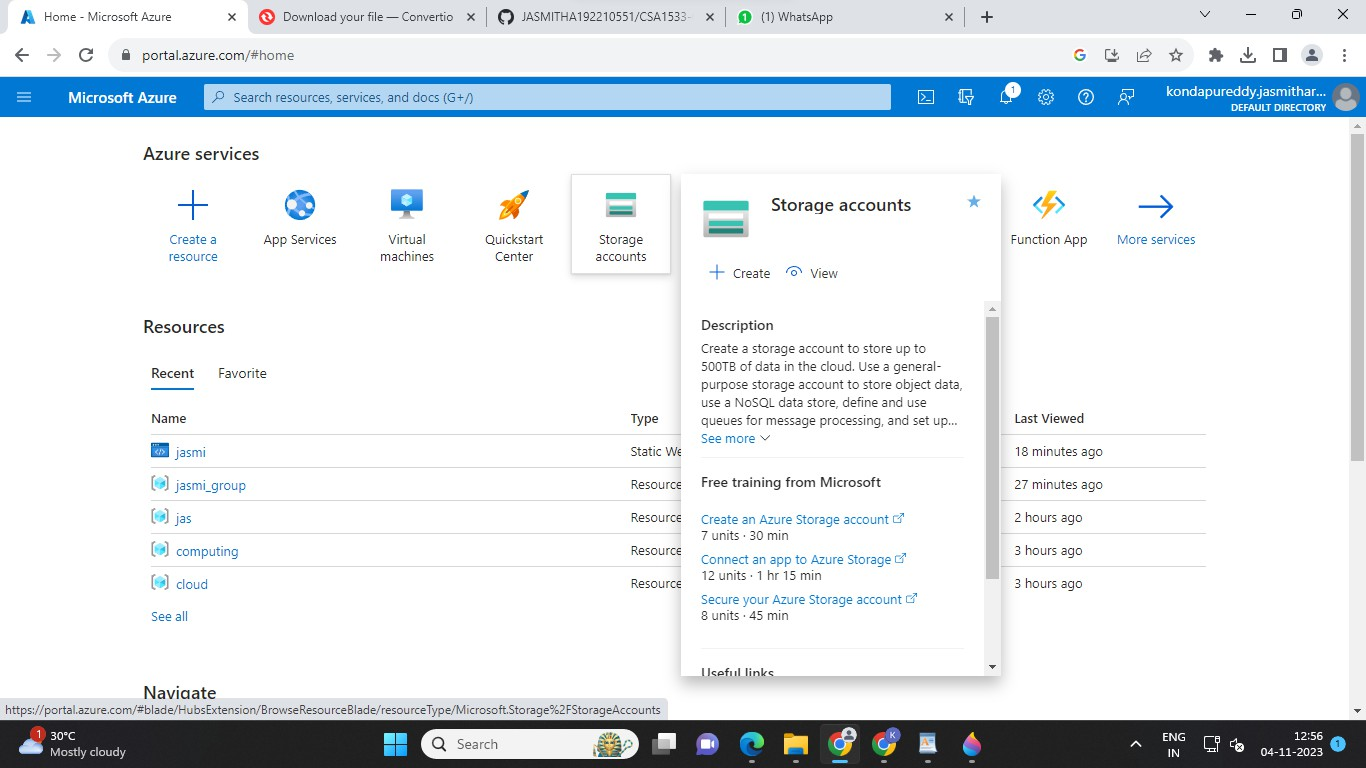 Home - Microsoft Azure
Download your file — Convertio
JASMITHA192210551/CSA1533-
(1) WhatsApp
portal.azure.com/#home
Microsoft Azure
Search resources, services, and docs (G+/)
1
kondapureddy.jasmithar...
DEFAULT DIRECTORY
Azure services
Create a
resource
App Services
Virtual
machines
Quickstart
Center
Storage
accounts
Storage accounts
Create
View
Function App
More services
Description
Create a storage account to store up to
500TB of data in the cloud. Use a general-
purpose storage account to store object data,
use a NoSQL data store, define and use
queues for message processing, and set up...
See more
Free training from Microsoft
Create an Azure Storage account
7 units · 30 min
Connect an app to Azure Storage
12 units · 1 hr 15 min
Secure your Azure Storage account
8 units · 45 min
Useful links
Resources
Recent Favorite
Name Type Last Viewed
jasmi Static We 18 minutes ago
jasmi_group Resource 27 minutes ago
jas Resource 2 hours ago
computing Resource 3 hours ago
cloud Resource 3 hours ago
See all
Navigate
https://portal.azure.com/#blade/HubsExtension/BrowseResourceBlade/resourceType/Microsoft.Storage%2FStorageAccounts
1
30°C
Mostly cloudy
Search
K
ENG
IN
12:56
04-11-2023
1